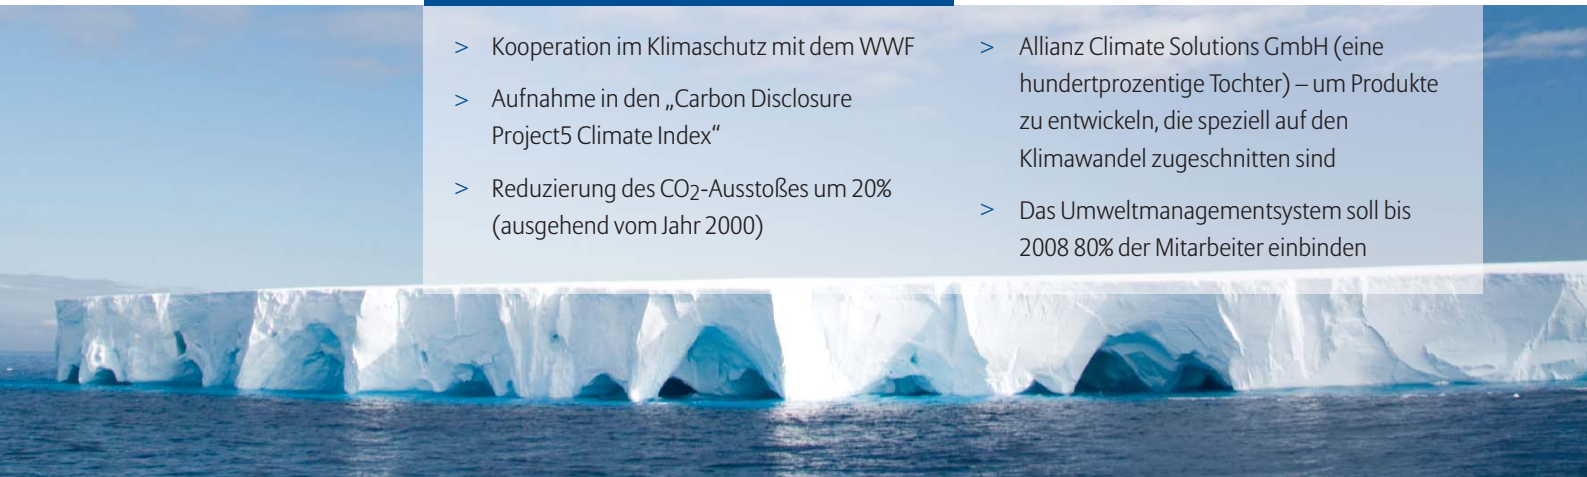 > Kooperation im Klimaschutz mit dem WWF
> Aufnahme in den „Carbon Disclosure
Project5 Climate Index“
> Reduzierung des CO2-Ausstoßes um 20%
(ausgehend vom Jahr 2000)
> Allianz Climate Solutions GmbH (eine
hundertprozentige Tochter) – um Produkte
zu entwickeln, die speziell auf den
Klimawandel zugeschnitten sind
> Das Umweltmanagementsystem soll bis
2008 80% der Mitarbeiter einbinden